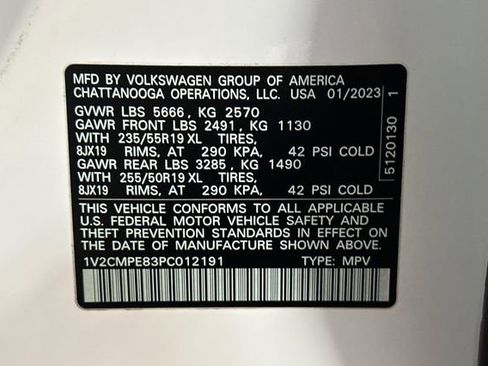 MFD BY VOLKSWAGEN GROUP OF AMERICA
CHATTANOOGA OPERATIONS, LLC. USA 01/2023
GVWR LBS 5666, KG 2570
GAWR FRONT LBS 2491, KG 1130
WITH 235/55R19 XL TIRES,
8JX19 RIMS, AT 290 KPA, 42 PSI COLD
GAWR REAR LBS 3285, KG 1490
WITH 255/50R19 XL TIRES,
8JX19 RIMS, AT 290 KPA, 42 PSI COLD
THIS VEHICLE CONFORMS TO ALL APPLICABLE
U.S. FEDERAL MOTOR VEHICLE SAFETY AND
THEFT PREVENTION STANDARDS IN EFFECT ON
THE DATE OF MANUFACTURE SHOWN ABOVE.
1V2CMPE83PC012191 TYPE: MPV
5120130 1